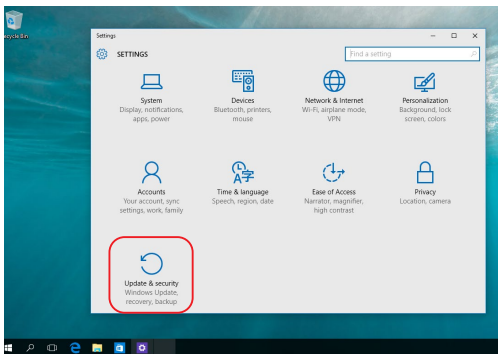 Recycle Bin
Settings
SETTINGS
Find a setting
System
Display, notifications,
apps, power
Devices
Bluetooth, printers,
mouse
Network & Internet
Wi-Fi, airplane mode,
VPN
Personalization
Background, lock
screen, colors
Accounts
Your account, sync
settings, work, family
Time & language
Speech, region, date
Ease of Access
Narrator, magnifier,
high contrast
Privacy
Location, camera
Update & security
Windows Update,
recovery, backup